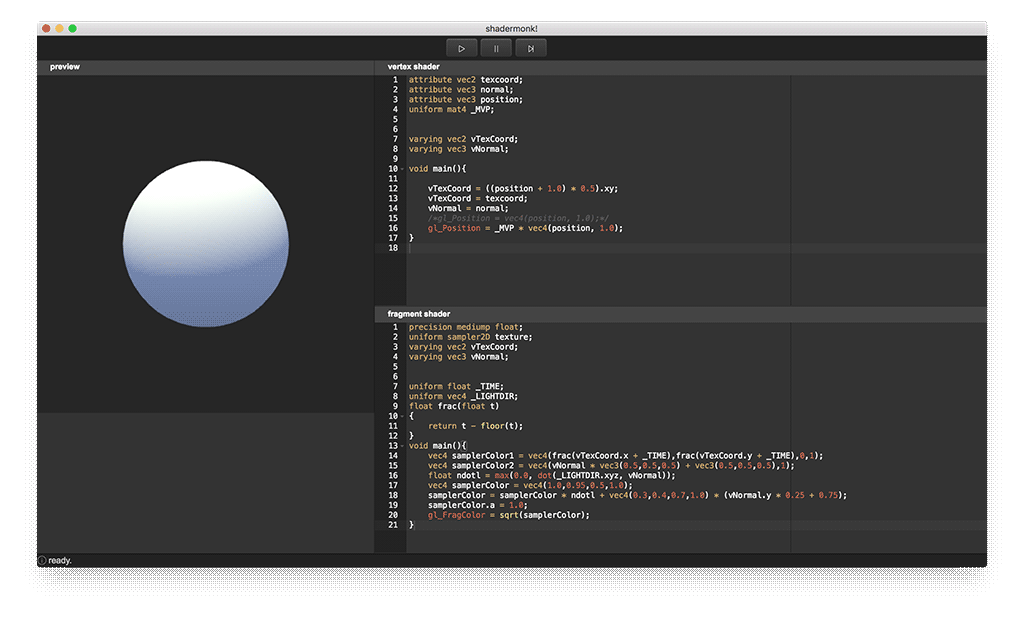 shadermonk!
preview
vertex shader
1 attribute vec2 texcoord;
2 attribute vec3 normal;
3 attribute vec3 position;
4 uniform mat4 _MVP;
5
6
7 varying vec2 vTexCoord;
8 varying vec3 vNormal;
9
10 void main(){
11
12 vTexCoord = ((position + 1.0) * 0.5).xy;
13 vTexCoord = texcoord;
14 vNormal = normal;
15 /*gl_Position = vec4(position, 1.0);*/
16 gl_Position = _MVP * vec4(position, 1.0);
17 }
18
fragment shader
1 precision mediump float;
2 uniform sampler2D texture;
3 varying vec2 vTexCoord;
4 varying vec3 vNormal;
5
6
7 uniform float _TIME;
8 uniform vec4 _LIGHTDIR;
9 float frac(float t)
10 {
11 return t - floor(t);
12 }
13 void main(){
14 vec4 samplerColor1 = vec4(frac(vTexCoord.x + _TIME),frac(vTexCoord.y + _TIME),0,1);
15 vec4 samplerColor2 = vec4(vNormal * vec3(0.5,0.5,0.5) + vec3(0.5,0.5,0.5),1);
16 float ndotl = max(0.0, dot(_LIGHTDIR.xyz, vNormal));
17 vec4 samplerColor = vec4(1.0,0.95,0.5,1.0);
18 samplerColor = samplerColor * ndotl + vec4(0.3,0.4,0.7,1.0) * (vNormal.y * 0.25 + 0.75);
19 samplerColor.a = 1.0;
20 gl_FragColor = sqrt(samplerColor);
21 }
ready.